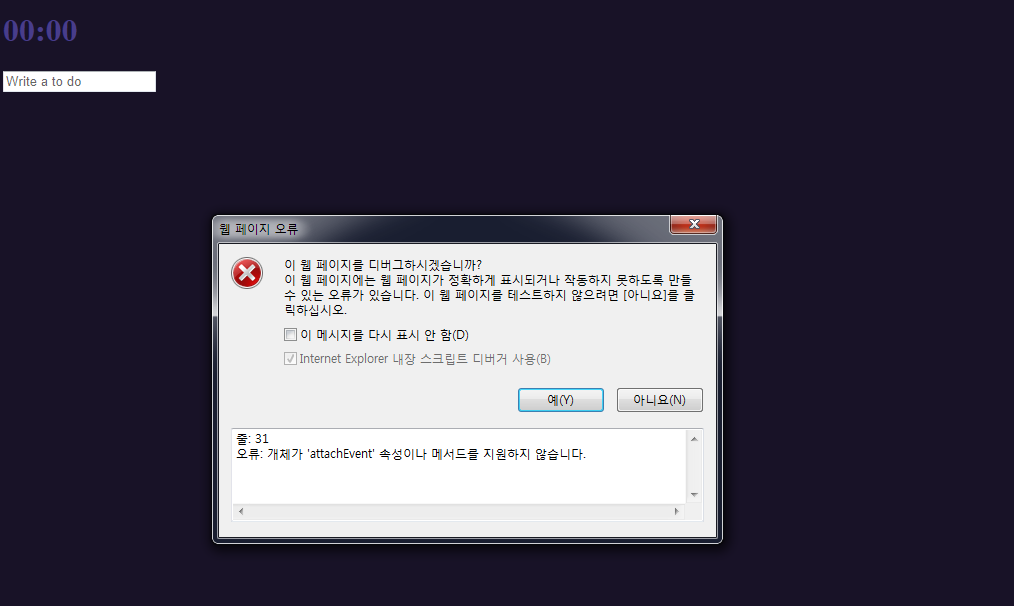 00:00
Write a to do
웹 페이지 오류
이 웹 페이지를 디버그하시겠습니까?
이 웹 페이지에는 웹 페이지가 정확하게 표시되거나 작동하지 못하도록 만들
수 있는 오류가 있습니다. 이 웹 페이지를 테스트하지 않으려면 [아니요]를 클
릭하십시오.
이 메시지를 다시 표시 안 함(D)
Internet Explorer 내장 스크립트 디버거 사용(B)
예(Y) 아니요(N)
줄: 31
오류: 개체가 'attachEvent' 속성이나 메서드를 지원하지 않습니다.